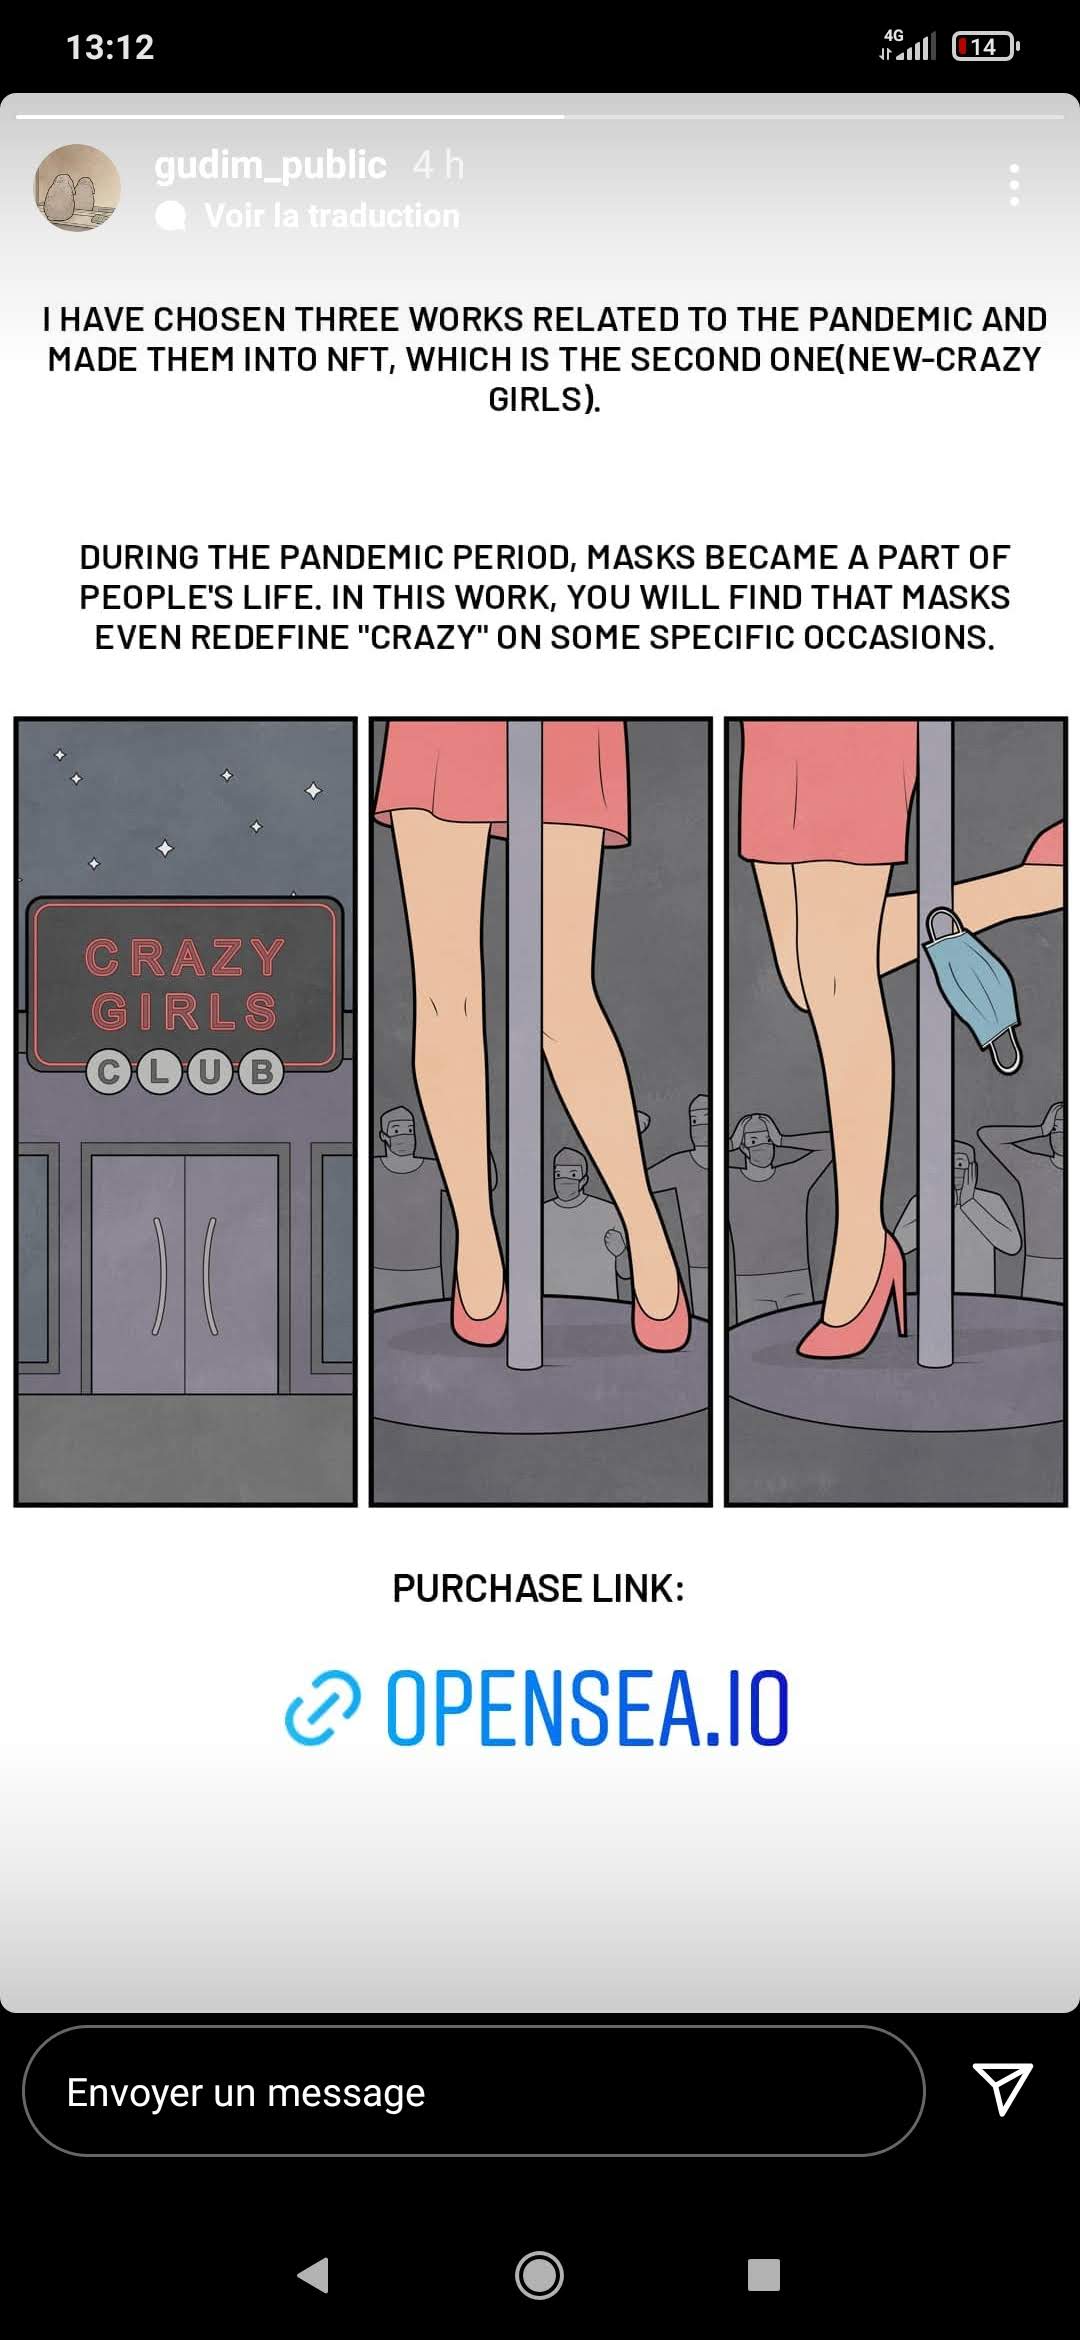 13:12
4G
14
gudim_public 4 h
Voir la traduction
I HAVE CHOSEN THREE WORKS RELATED TO THE PANDEMIC AND
MADE THEM INTO NFT, WHICH IS THE SECOND ONE(NEW-CRAZY
GIRLS).
DURING THE PANDEMIC PERIOD, MASKS BECAME A PART OF
PEOPLE'S LIFE. IN THIS WORK, YOU WILL FIND THAT MASKS
EVEN REDEFINE "CRAZY" ON SOME SPECIFIC OCCASIONS.
CRAZY
GIRLS
CLUB
PURCHASE LINK:
OPENSEA.IO
Envoyer un message